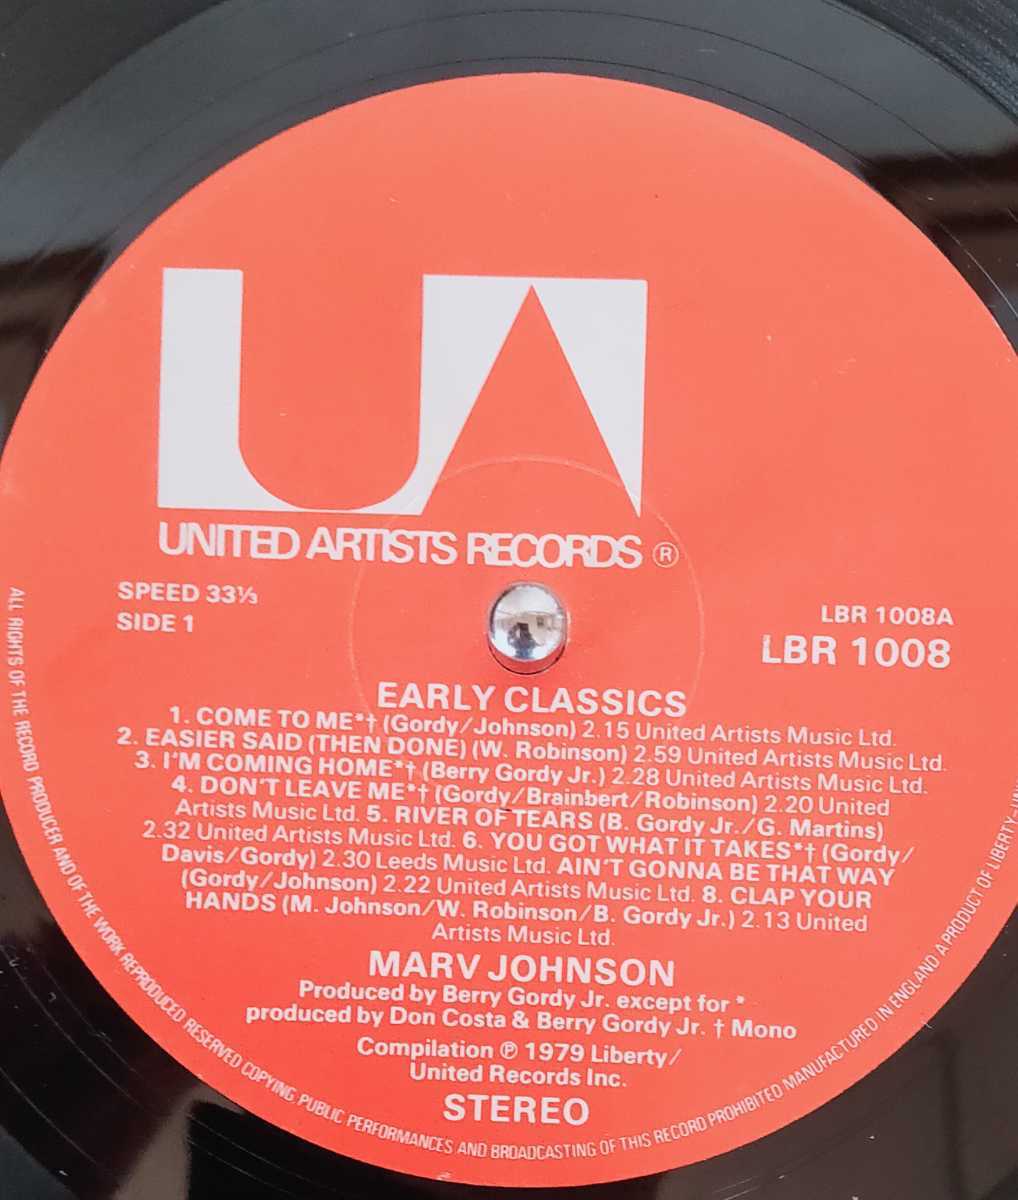 UA
UNITED ARTISTS RECORDS ®
SPEED 33⅓
SIDE 1
LBR 1008A
LBR 1008
EARLY CLASSICS
1. COME TO ME*† (Gordy/Johnson) 2.15 United Artists Music Ltd.
2. EASIER SAID (THEN DONE) (W. Robinson) 2.59 United Artists Music Ltd.
3. I'M COMING HOME*† (Berry Gordy Jr.) 2.28 United Artists Music Ltd.
4. DON'T LEAVE ME*† (Gordy/Brainbert/Robinson) 2.20 United
Artists Music Ltd. 5. RIVER OF TEARS (B. Gordy Jr./G. Martins)
2.32 United Artists Music Ltd. 6. YOU GOT WHAT IT TAKES*† (Gordy/
Davis/Gordy) 2.30 Leeds Music Ltd. AIN'T GONNA BE THAT WAY
(Gordy/Johnson) 2.22 United Artists Music Ltd. 8. CLAP YOUR
HANDS (M. Johnson/W. Robinson/B. Gordy Jr.) 2.13 United
Artists Music Ltd.
MARV JOHNSON
Produced by Berry Gordy Jr. except for *
produced by Don Costa & Berry Gordy Jr. † Mono
Compilation ℗ 1979 Liberty/
United Records Inc.
STEREO
ALL RIGHTS OF THE RECORD PRODUCER AND OF THE WORK REPRODUCED RESERVED COPYING PUBLIC PERFORMANCES AND BROADCASTING OF THIS RECORD PROHIBITED MANUFACTURED IN ENGLAND A PRODUCT OF LIBERTY-